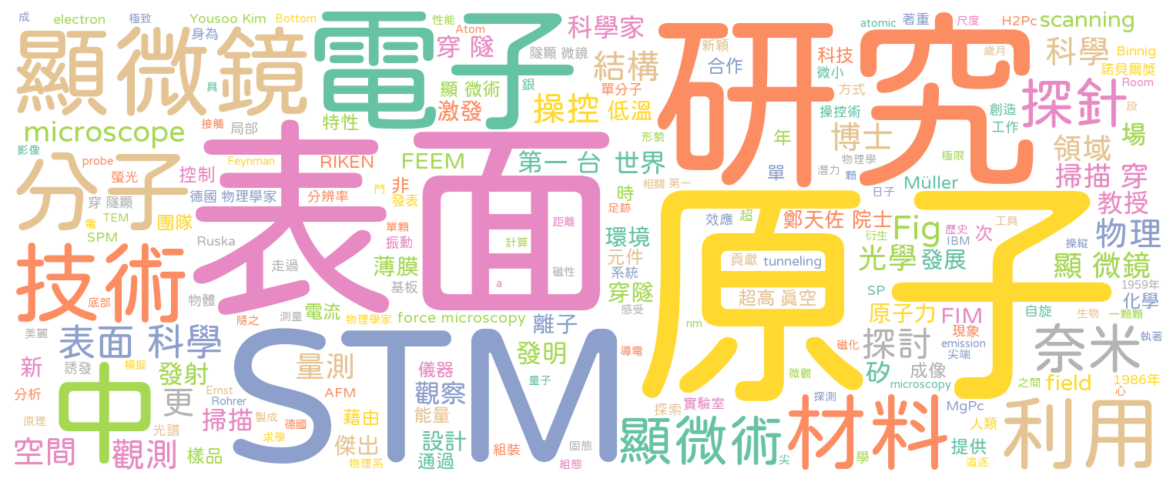 成 electron 極致 Yousoo Kim Bottom 性能
身為 Atom
顯微鏡 電子 科學家 研究 atomic 著重 尺度 H2Pc scanning
穿 隧 隧顯 微鏡 新穎 科技 歲月 科學 Binnig
結構 合作 微小 諾貝爾獎
具 顯 微術 銀 單分子 方式 Room
激發 操控 低溫 操控術 創造 探針 段
microscope 接觸 局部 特性 形貌 年 博士 工作 場
影像 probe Feynman RIKEN FEEM 第一 台 世界 物理學 極限 領域
分子 螢光 控制 表面 單 潛力 顆 掃描 穿
德國 物理學家 分辨率 非 門 發表 時 相關 第一 日子 Müller 教授
穿 隧顯 團隊 足跡 效應 超 鄭天佐 院士 Fig
電 TEM 單顆 距離 原子 衍生 歷史 工具
SPM Ruska 振動 計算 環境 貢獻 IBM 次 操縱 物理
技術 走過 薄膜 磁性 元件 tunneling 光學 發展 顯 微鏡
物體 基板 a 系統 超高 真空 SP 1959年
底部 電流 穿隧 化學
美麗 隨之 測量 物理學家 force microscopy 感受 原子力 FIM 自旋 生物 一顆顆
表面 科學 離子 nm 現象 執著
誘發 模擬 STM 導電 磁化 探討 emission 奈米
新 發射 量測 發明 微觀 尖端
中 儀器 量子 成像 矽 microscopy 之間 field 1986年
分析 更 Ernst AFM 觀察 探索 實驗室 探測 心
Rohrer 藉由 能量 MgPc
原理 掃描 製成 材料 人類 利用
光譜 德國 傑出 設計 組裝 固態 顯微術 提供
空間 觀測 樣品 求學 通過 尖 學 追逐
物理系 組態